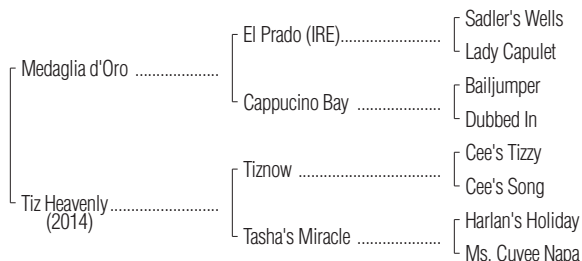 Sadler's Wells
El Prado (IRE)....................
Lady Capulet
Medaglia d'Oro ................
Bailjumper
Cappucino Bay ....................
Dubbed In
Cee's Tizzy
Tiznow ............................
Cee's Song
Tiz Heavenly.....................
(2014)
Harlan's Holiday
Tasha's Miracle ................
Ms. Cuvee Napa